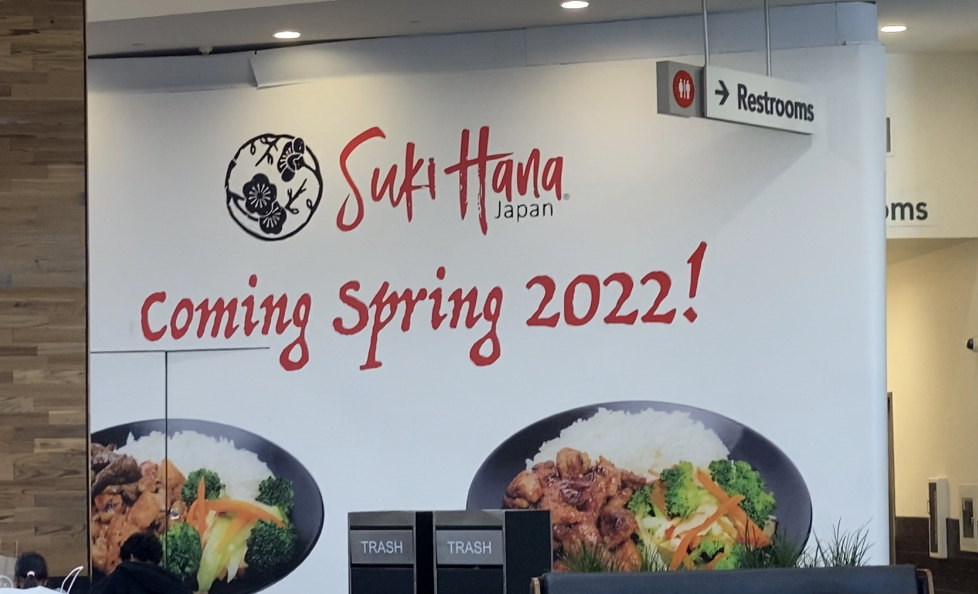 → Restrooms
Suki Hana®
Japan
oms
Coming Spring 2022!
TRASH
TRASH